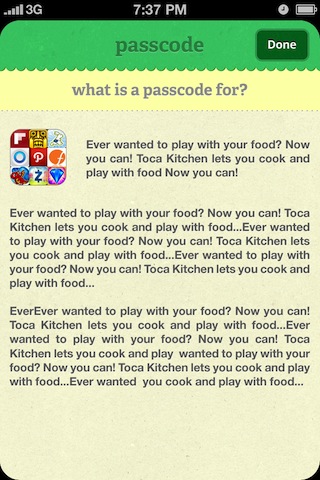 3G
7:37 PM
passcode
Done
what is a passcode for?
Ever wanted to play with your food? Now
you can! Toca Kitchen lets you cook and
play with food Now you can!
Ever wanted to play with your food? Now you can! Toca
Kitchen lets you cook and play with food...Ever wanted
to play with your food? Now you can! Toca Kitchen lets
you cook and play with food...Ever wanted to play with
your food? Now you can! Toca Kitchen lets you cook and
play with food...
EverEver wanted to play with your food? Now you can!
Toca Kitchen lets you cook and play with food...Ever
wanted to play with your food? Now you can! Toca
Kitchen lets you cook and play wanted to play with your
food? Now you can! Toca Kitchen lets you cook and play
with food...Ever wanted you cook and play with food...